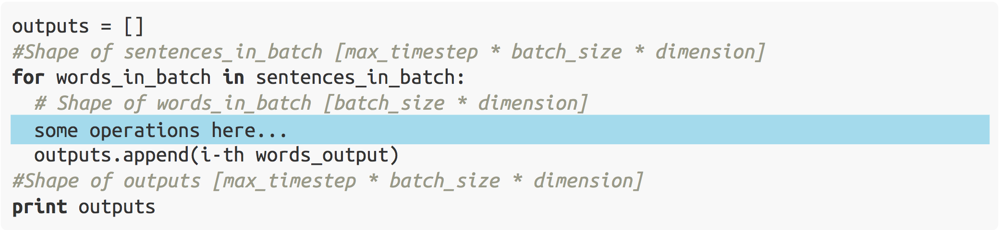 outputs = []
#Shape of sentences_in_batch [max_timestep * batch_size * dimension]
for words_in_batch in sentences_in_batch:
  # Shape of words_in_batch [batch_size * dimension]
  some operations here...
  outputs.append(i-th words_output)
#Shape of outputs [max_timestep * batch_size * dimension]
print outputs